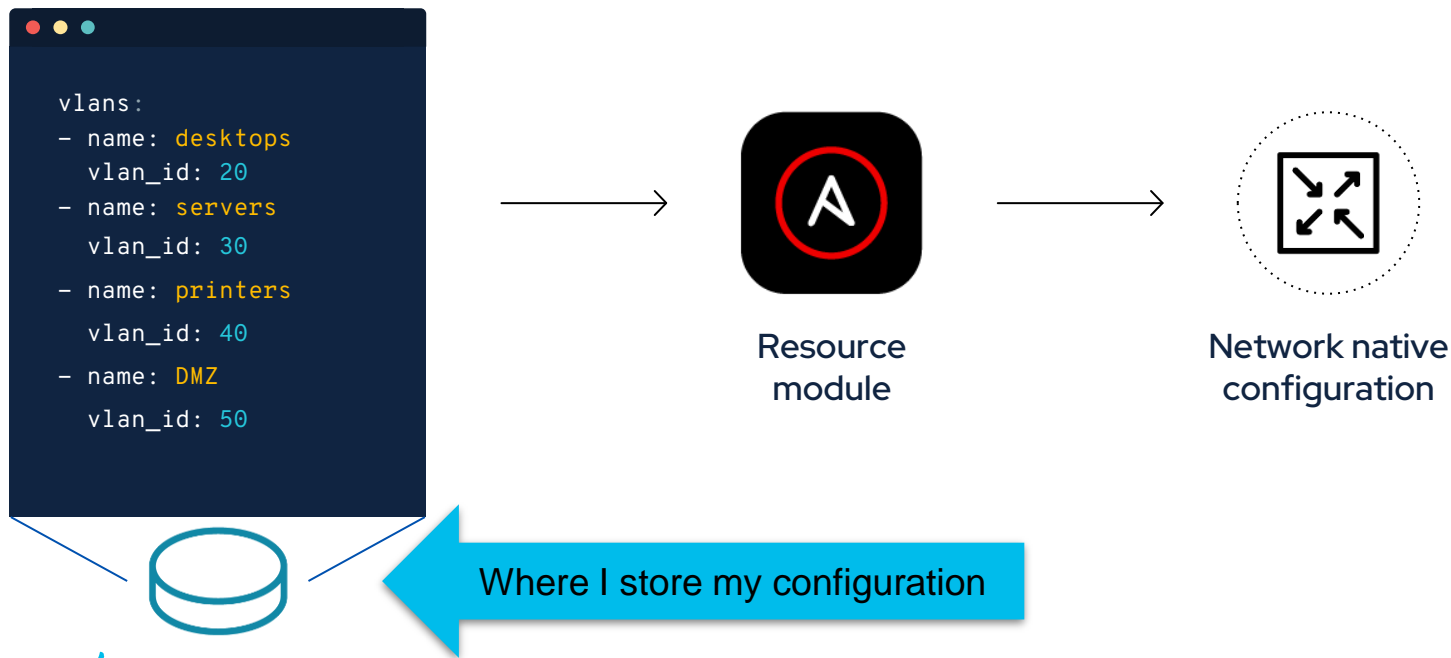 vlans:
- name: desktops
  vlan_id: 20
- name: servers
  vlan_id: 30
- name: printers
  vlan_id: 40
- name: DMZ
  vlan_id: 50
Resource
module
Network native
configuration
Where I store my configuration